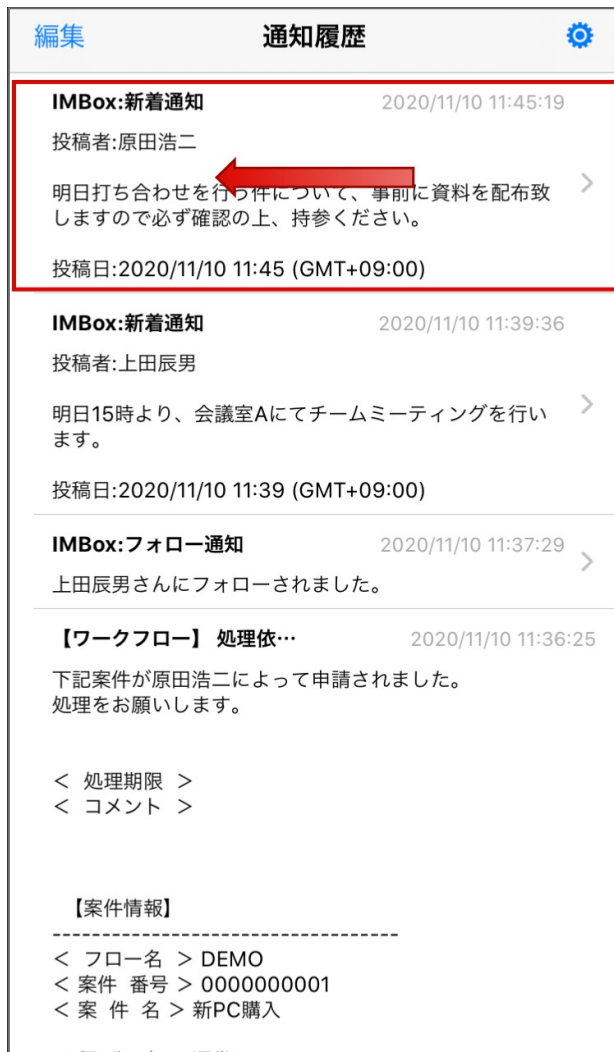 編集 通知履歴
IMBox:新着通知 2020/11/10 11:45:19
投稿者:原田浩二
明日打ち合わせを行う件について、事前に資料を配布致
しますので必ず確認の上、持参ください。
投稿日:2020/11/10 11:45 (GMT+09:00)
IMBox:新着通知 2020/11/10 11:39:36
投稿者:上田辰男
明日15時より、会議室Aにてチームミーティングを行い
ます。
投稿日:2020/11/10 11:39 (GMT+09:00)
IMBox:フォロー通知 2020/11/10 11:37:29
上田辰男さんにフォローされました。
【ワークフロー】 処理依… 2020/11/10 11:36:25
下記案件が原田浩二によって申請されました。
処理をお願いします。
＜ 処理期限 ＞
＜ コメント ＞
【案件情報】
-----------------------------------
＜ フロー名 ＞ DEMO
＜ 案件 番号 ＞ 0000000001
＜ 案 件 名 ＞ 新PC購入